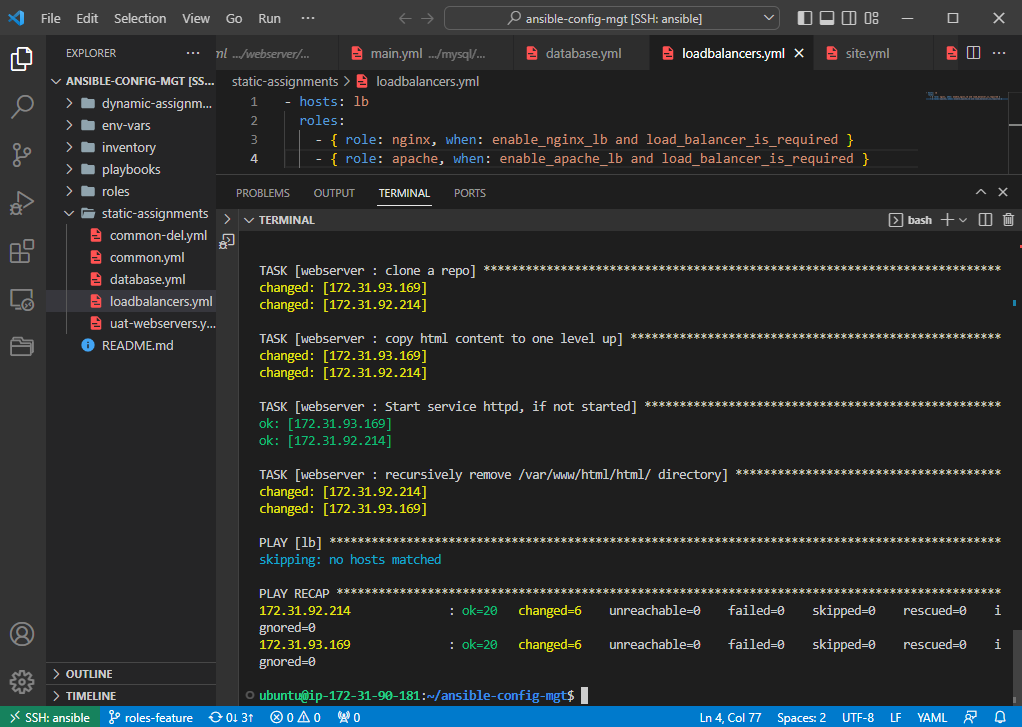 File Edit Selection View Go Run ··· ansible-config-mgt [SSH: ansible]
EXPLORER ···
ml .../webserver/... main.yml .../mysql/... database.yml loadbalancers.yml site.yml ···
ANSIBLE-CONFIG-MGT [SS...
dynamic-assignm...
env-vars
inventory
playbooks
roles
static-assignments
common-del.yml
common.yml
database.yml
loadbalancers.yml
uat-webservers.y...
README.md
OUTLINE
TIMELINE
static-assignments > loadbalancers.yml
1 - hosts: lb
2 roles:
3 - { role: nginx, when: enable_nginx_lb and load_balancer_is_required }
4 - { role: apache, when: enable_apache_lb and load_balancer_is_required }
PROBLEMS OUTPUT TERMINAL PORTS
TERMINAL bash
TASK [webserver : clone a repo] **************************************************************************
changed: [172.31.93.169]
changed: [172.31.92.214]
TASK [webserver : copy html content to one level up] *****************************************************
changed: [172.31.93.169]
changed: [172.31.92.214]
TASK [webserver : Start service httpd, if not started] ***************************************************
ok: [172.31.93.169]
ok: [172.31.92.214]
TASK [webserver : recursively remove /var/www/html/html/ directory] **************************************
changed: [172.31.92.214]
changed: [172.31.93.169]
PLAY [lb] ************************************************************************************************
skipping: no hosts matched
PLAY RECAP ***********************************************************************************************
172.31.92.214 : ok=20 changed=6 unreachable=0 failed=0 skipped=0 rescued=0 i
gnored=0
172.31.93.169 : ok=20 changed=6 unreachable=0 failed=0 skipped=0 rescued=0 i
gnored=0
ubuntu@ip-172-31-90-181:~/ansible-config-mgt$
SSH: ansible roles-feature 0↓ 3↑ 0 0 0 Ln 4, Col 77 Spaces: 2 UTF-8 LF YAML